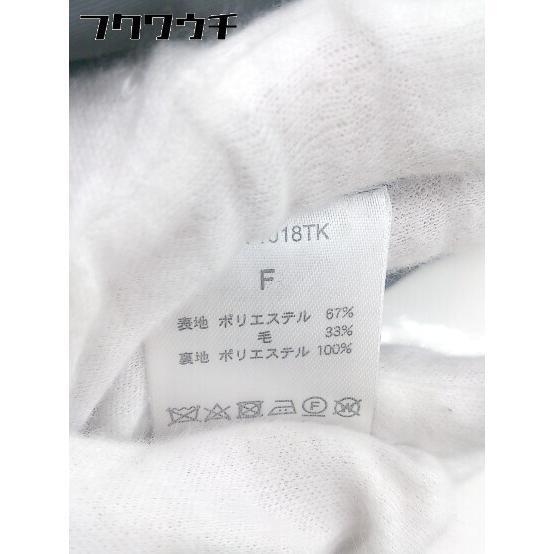 フクワウチ
1018TK
F
表地 ポリエステル 67%
毛 33%
裏地 ポリエステル 100%
F
W